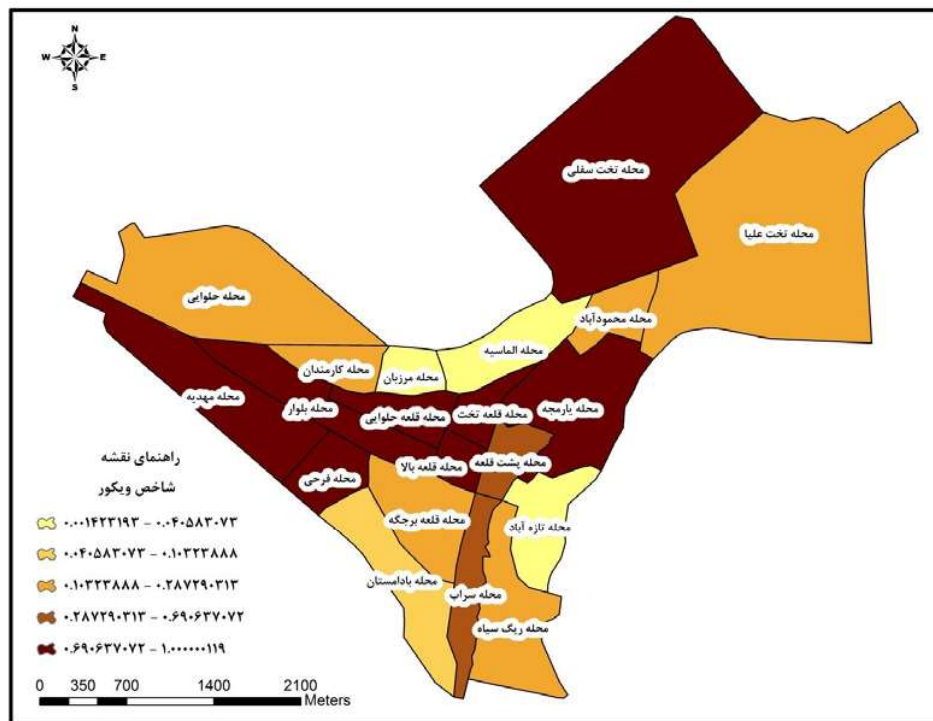 N
W E
S
محله تخت سفلی
محله تخت علیا
محله حلوایی
محله محمودآباد
محله الماسیه
محله کارمندان
محله مرزبان
محله مهدیه
محله بلوار
محله قلعه حلوایی
محله قلعه تخت
محله یارمجه
محله فرحی
محله قلعه بالا
محله پشت قلعه
محله قلعه برجگه
محله تازه آباد
محله بادامستان
محله سراب
محله ریگ سیاه
راهنمای نقشه
شاخص ویکور
۰.۰۰۱۴۲۳۱۹۳ - ۰.۰۴۰۵۸۳۰۷۳
۰.۰۴۰۵۸۳۰۷۳ - ۰.۱۰۳۲۳۸۸۸
۰.۱۰۳۲۳۸۸۸ - ۰.۲۸۷۲۹۰۳۱۳
۰.۲۸۷۲۹۰۳۱۳ - ۰.۶۹۰۶۳۷۰۷۲
۰.۶۹۰۶۳۷۰۷۲ - ۱.۰۰۰۰۰۰۱۱۹
0 350 700 1400 2100
Meters